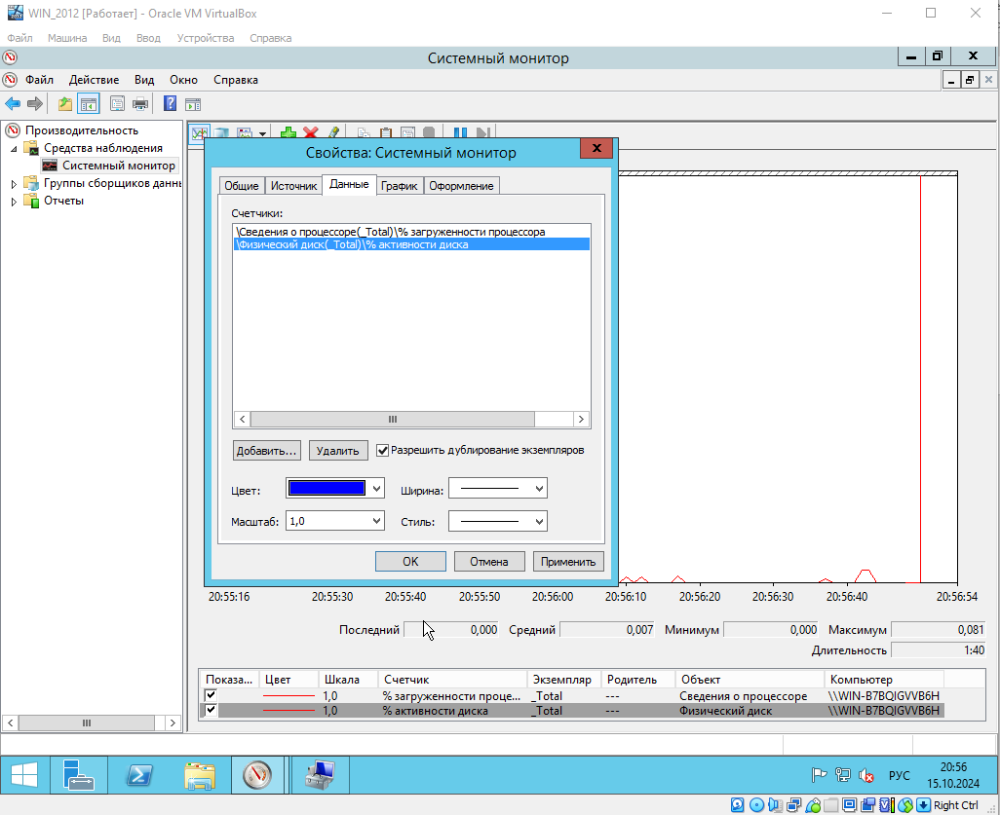 WIN_2012 [Работает] - Oracle VM VirtualBox
Файл Машина Вид Ввод Устройства Справка
Системный монитор
Файл Действие Вид Окно Справка
Производительность
Средства наблюдения
Системный монитор
Группы сборщиков данн
Отчеты
Свойства: Системный монитор
Общие Источник Данные График Оформление
Счетчики:
\Сведения о процессоре(_Total)\% загруженности процессора
\Физический диск(_Total)\% активности диска
Добавить... Удалить Разрешить дублирование экземпляров
Цвет: Ширина:
Масштаб: 1,0 Стиль:
OK Отмена Применить
20:55:16 20:55:30 20:55:40 20:55:50 20:56:00 20:56:10 20:56:20 20:56:30 20:56:40 20:56:54
Последний 0,000 Средний 0,007 Минимум 0,000 Максимум 0,081
Длительность 1:40
Показа... Цвет Шкала Счетчик Экземпляр Родитель Объект Компьютер
1,0 % загруженности проце... _Total --- Сведения о процессоре \\WIN-B7BQIGVVB6H
1,0 % активности диска _Total --- Физический диск \\WIN-B7BQIGVVB6H
РУС 20:56
15.10.2024
Right Ctrl